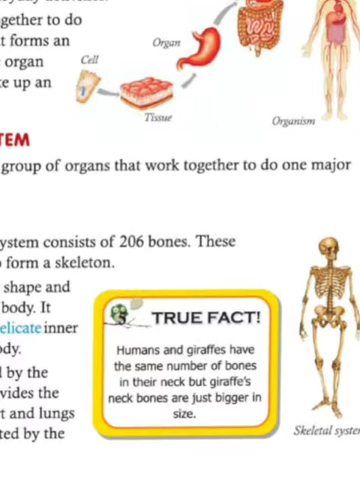 gether to do
t forms an
Organ
organ
Cell
up an
Tissue
Organism
TEM
group of organs that work together to do one major
ystem consists of 206 bones. These
form a skeleton.
shape and
body. It
elicate inner
dy.
TRUE FACT!
Humans and giraffes have
the same number of bones
in their neck but giraffe's
neck bones are just bigger in
size.
l by the
vides the
t and lungs
ted by the
Skeletal syste